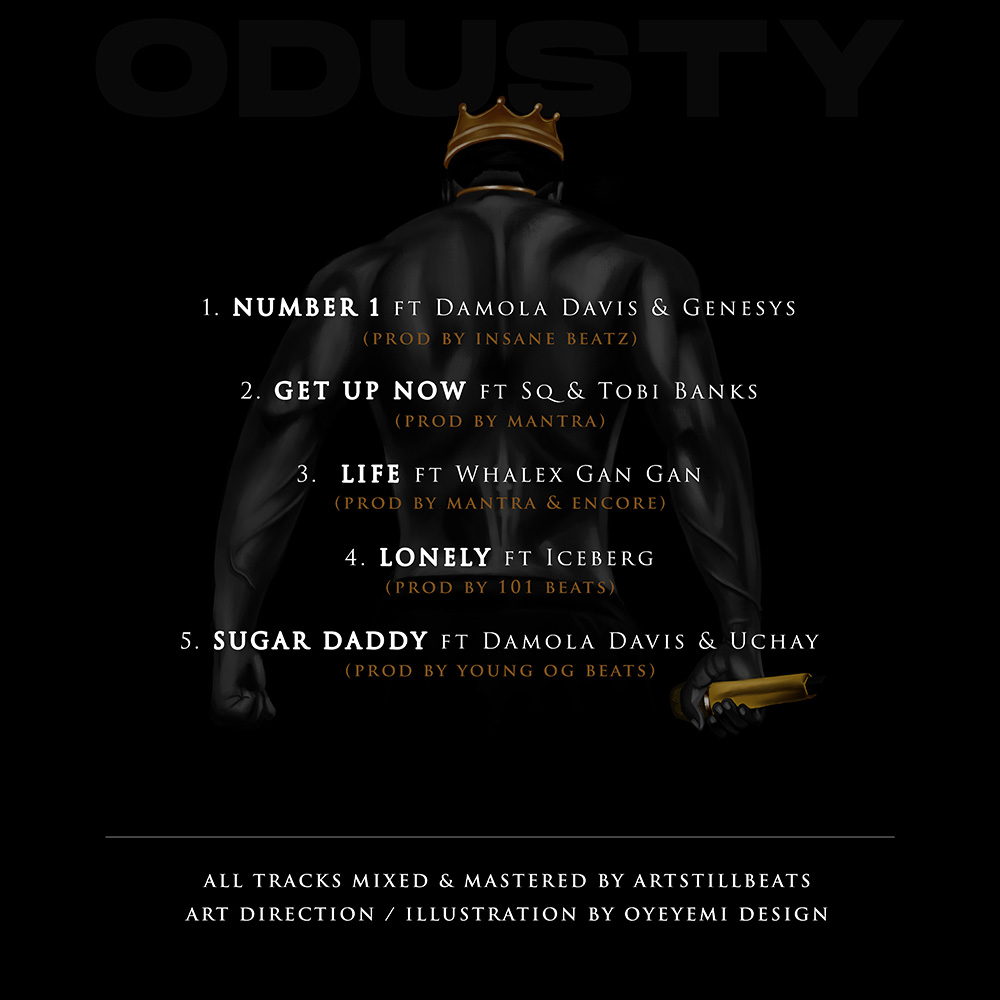 ODUSTY
1. NUMBER 1 FT DAMOLA DAVIS & GENESYS
(PROD BY INSANE BEATZ)
2. GET UP NOW FT SQ & TOBI BANKS
(PROD BY MANTRA)
3. LIFE FT WHALEX GAN GAN
(PROD BY MANTRA & ENCORE)
4. LONELY FT ICEBERG
(PROD BY 101 BEATS)
5. SUGAR DADDY FT DAMOLA DAVIS & UCHAY
(PROD BY YOUNG OG BEATS)
ALL TRACKS MIXED & MASTERED BY ARTSTILLBEATS
ART DIRECTION / ILLUSTRATION BY OYEYEMI DESIGN